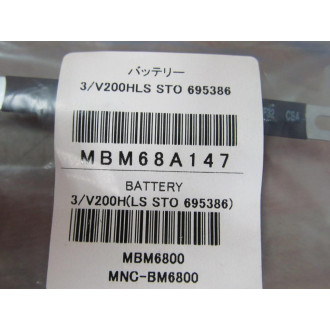 バッテリー
3/V200HLS STO 695386
MBM68A147
BATTERY
3/V200H(LS STO 695386)
MBM6800
MNC-BM6800